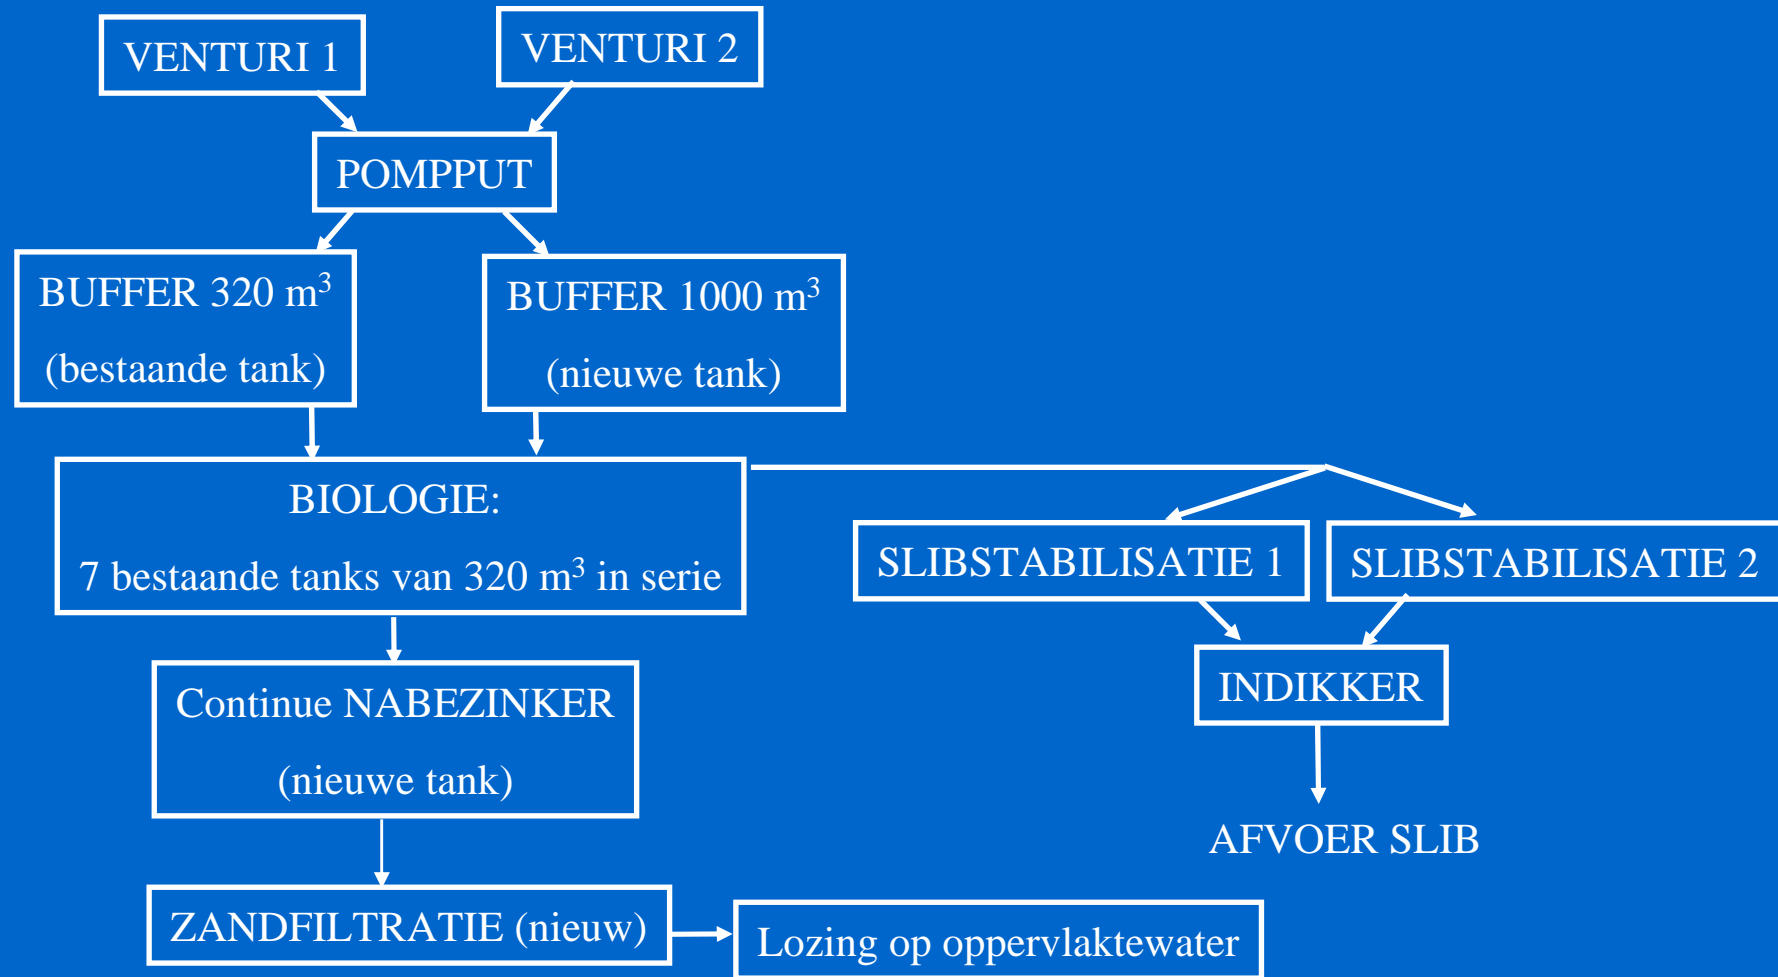 VENTURI 1
VENTURI 2
POMPPUT
BUFFER 320 m³
(bestaande tank)
BUFFER 1000 m³
(nieuwe tank)
BIOLOGIE:
7 bestaande tanks van 320 m³ in serie
SLIBSTABILISATIE 1
SLIBSTABILISATIE 2
Continue NABEZINKER
(nieuwe tank)
INDIKKER
AFVOER SLIB
ZANDFILTRATIE (nieuw)
Lozing op oppervlaktewater